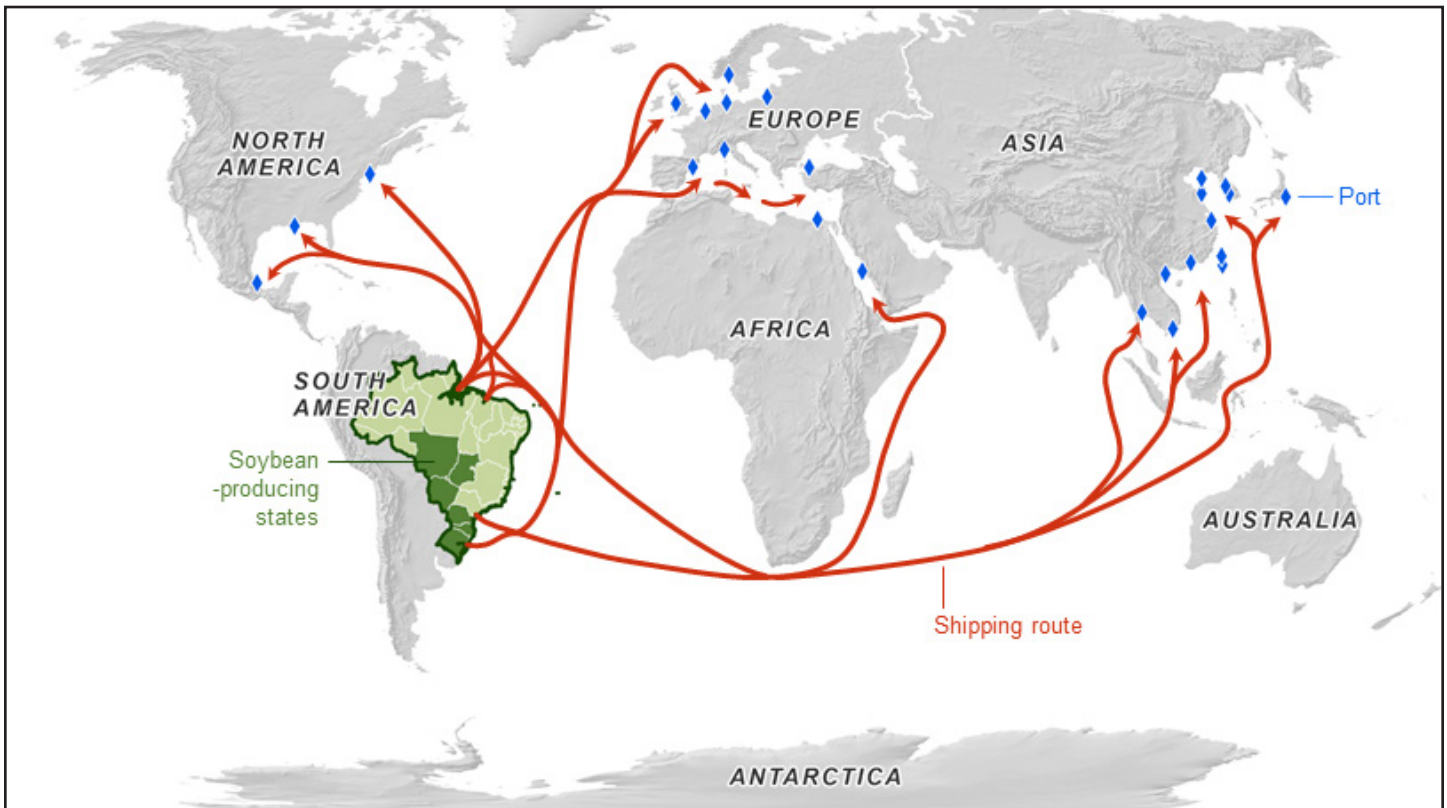 NORTH
AMERICA
EUROPE
ASIA
Port
AFRICA
SOUTH
AMERICA
Soybean
-producing
states
AUSTRALIA
Shipping route
ANTARCTICA